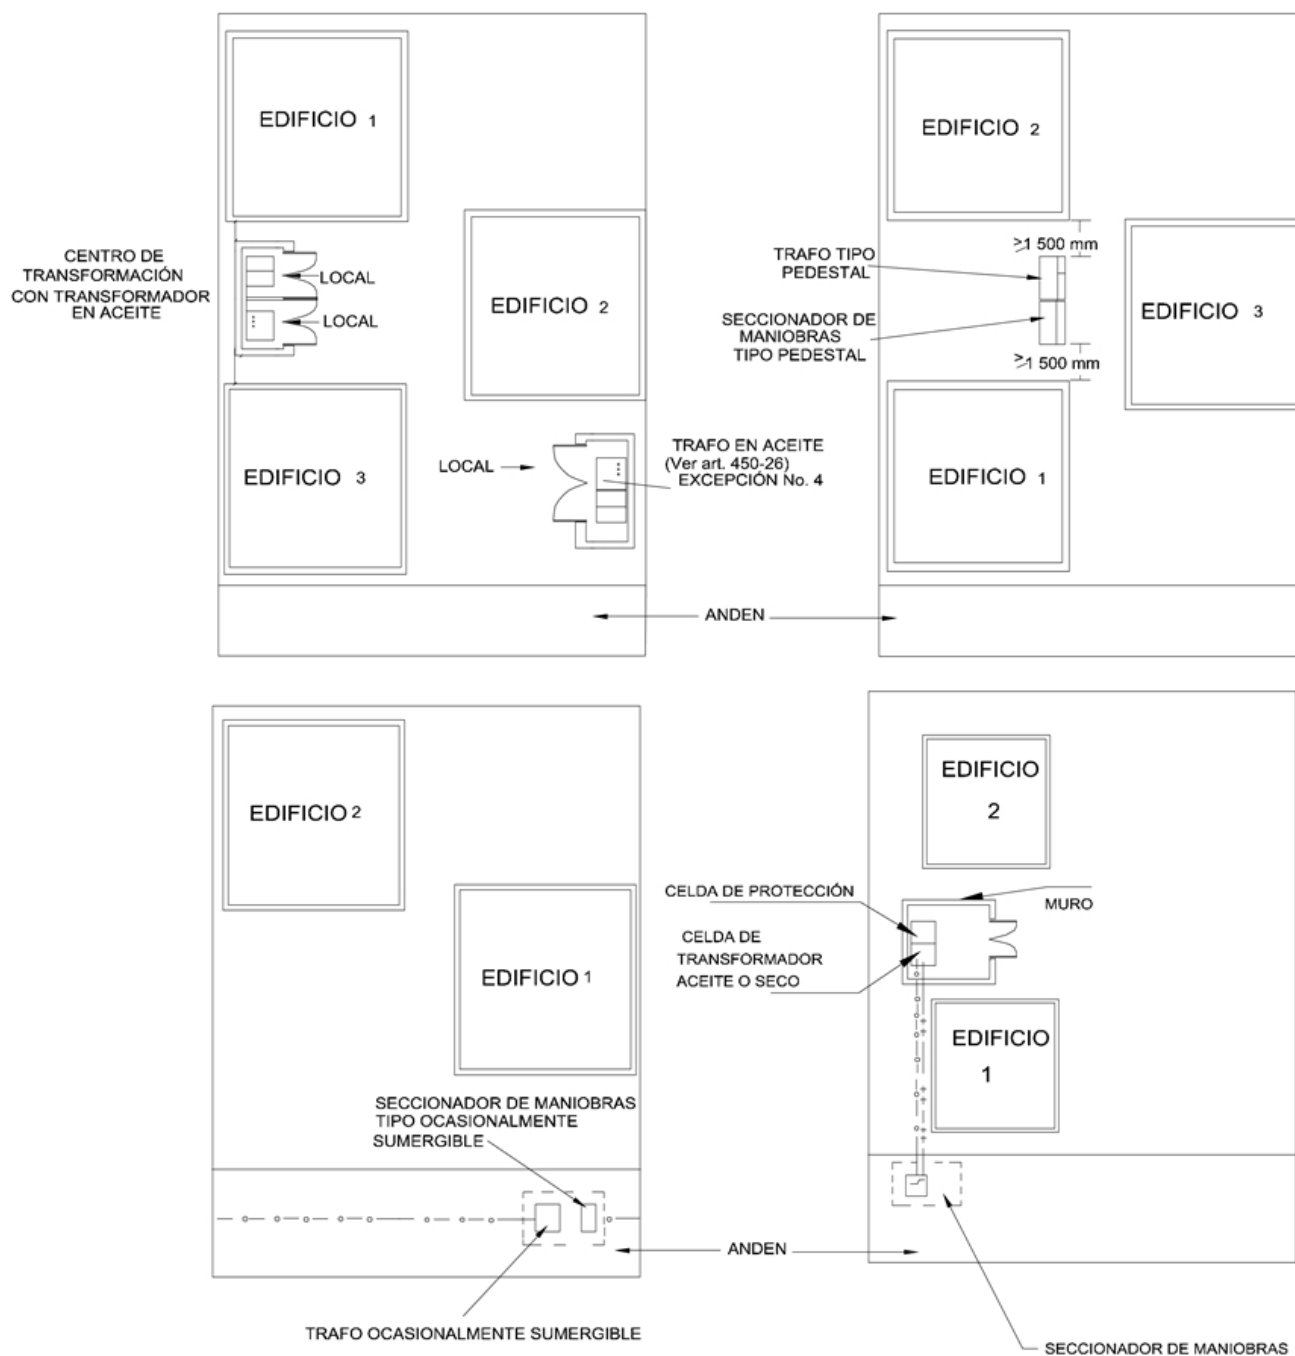 EDIFICIO 1
CENTRO DE
TRANSFORMACIÓN
CON TRANSFORMADOR
EN ACEITE
LOCAL
LOCAL
EDIFICIO 2
EDIFICIO 3
LOCAL
TRAFO EN ACEITE
(Ver art. 450-26)
EXCEPCIÓN No. 4
EDIFICIO 2
≥1 500 mm
TRAFO TIPO
PEDESTAL
SECCIONADOR DE
MANIOBRAS
TIPO PEDESTAL
EDIFICIO 3
≥1 500 mm
EDIFICIO 1
ANDEN
EDIFICIO 2
EDIFICIO 1
SECCIONADOR DE MANIOBRAS
TIPO OCASIONALMENTE
SUMERGIBLE
TRAFO OCASIONALMENTE SUMERGIBLE
EDIFICIO
2
CELDA DE PROTECCIÓN
MURO
CELDA DE
TRANSFORMADOR
ACEITE O SECO
EDIFICIO
1
ANDEN
SECCIONADOR DE MANIOBRAS